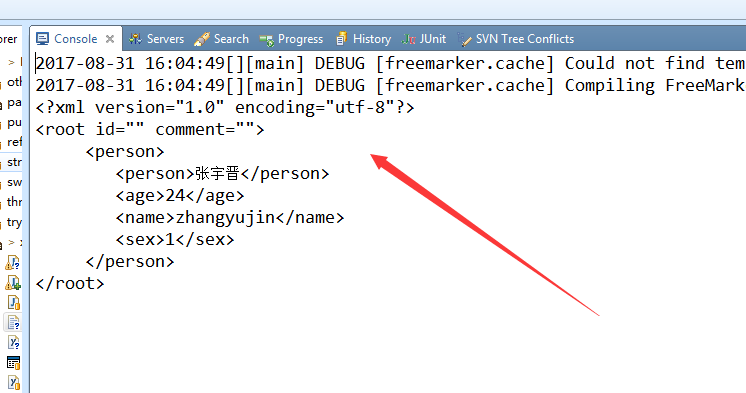 orer
Console Servers Search Progress History JUnit SVN Tree Conflicts
2017-08-31 16:04:49[][main] DEBUG [freemarker.cache] Could not find tem
2017-08-31 16:04:49[][main] DEBUG [freemarker.cache] Compiling FreeMark
<?xml version="1.0" encoding="utf-8"?>
<root id="" comment="">
<person>
<person>张宇晋</person>
<age>24</age>
<name>zhangyujin</name>
<sex>1</sex>
</person>
</root>
oth
pa
pu
ref
str
sw
thr
try